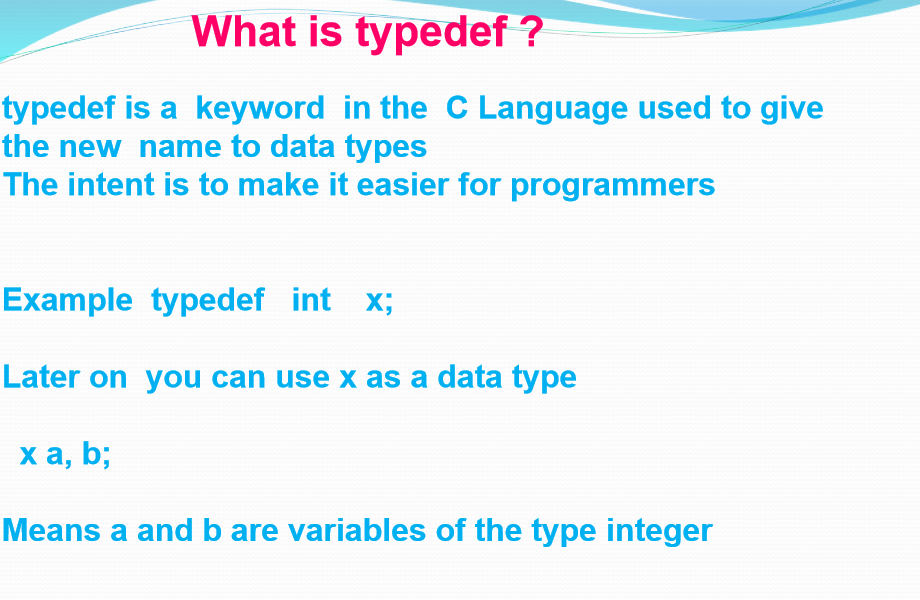 What is typedef ?
typedef is a keyword in the C Language used to give
the new name to data types
The intent is to make it easier for programmers
Example typedef int x;
Later on you can use x as a data type
x a, b;
Means a and b are variables of the type integer